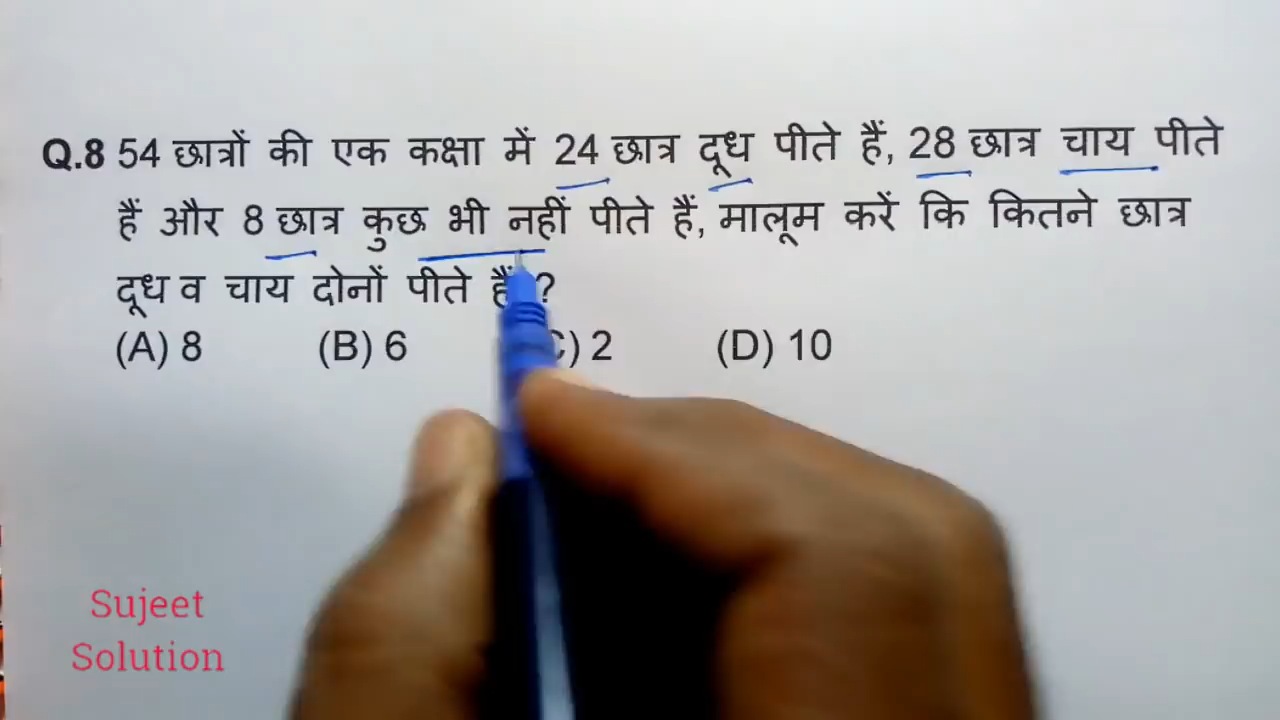 Q.8 54 छात्रों की एक कक्षा में 24 छात्र दूध पीते हैं, 28 छात्र चाय पीते
हैं और 8 छात्र कुछ भी नहीं पीते हैं, मालूम करें कि कितने छात्र
दूध व चाय दोनों पीते हैं ?
(A) 8 (B) 6 C) 2 (D) 10
Sujeet
Solution